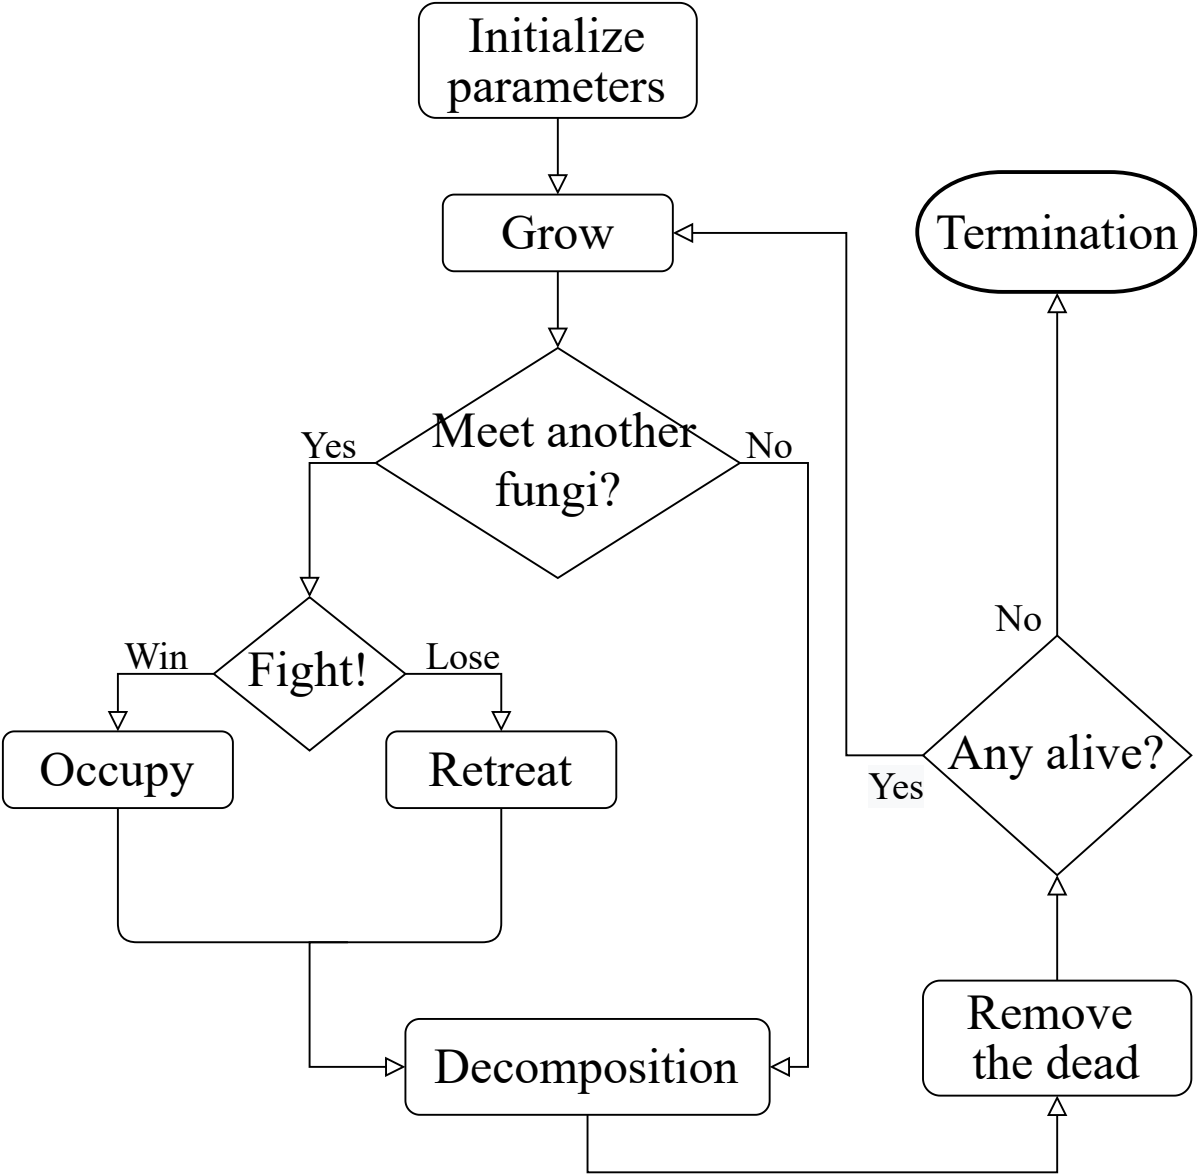 Initialize
parameters
Grow
Termination
Meet another
fungi?
Yes
No
Fight!
Win
Lose
Occupy
Retreat
No
Any alive?
Yes
Remove
the dead
Decomposition